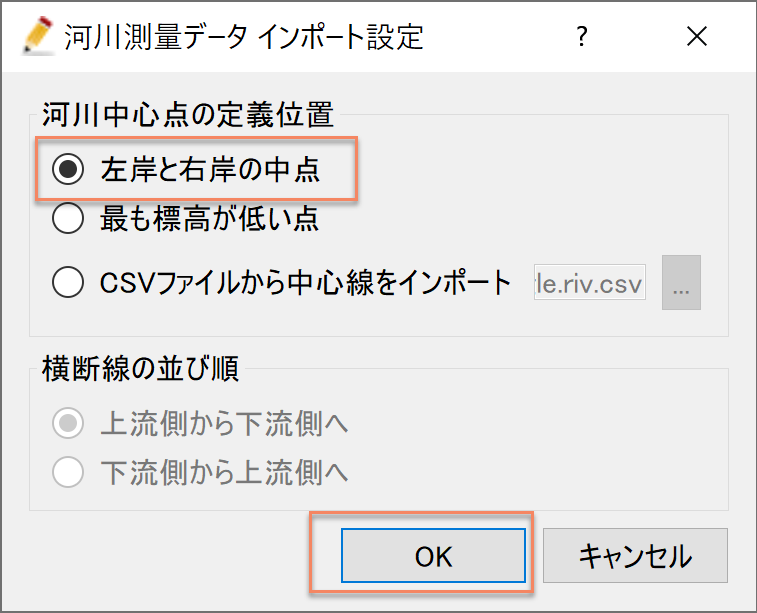 河川測量データ インポート設定 ?
河川中心点の定義位置
左岸と右岸の中点
最も標高が低い点
CSVファイルから中心線をインポート le.riv.csv ...
横断線の並び順
上流側から下流側へ
下流側から上流側へ
OK キャンセル